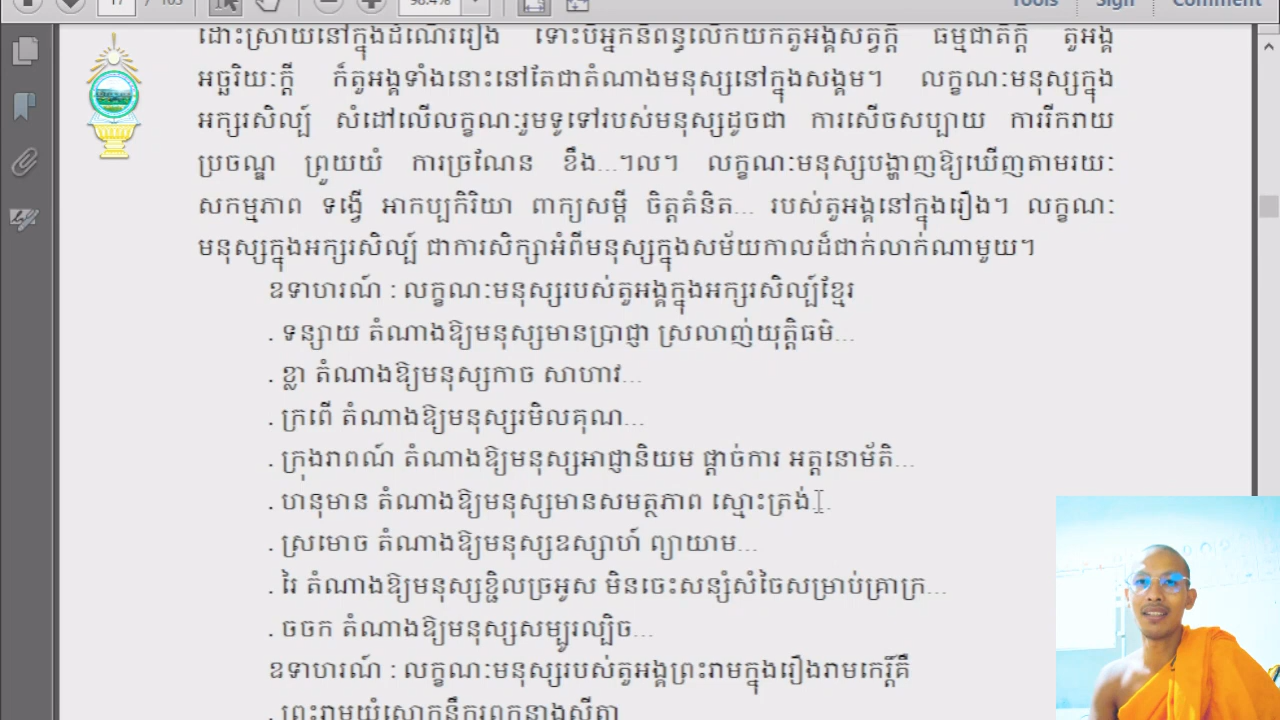 17 / 105 98.4% Tools Sign Comment
ដោះស្រាយនៅក្នុងដំណើររឿង ទោះបីអ្នកនិពន្ធលើកយកតួអង្គសត្វក្តី ធម្មជាតិក្តី តួអង្គ
អច្ឆរិយៈក្តី ក៏តួអង្គទាំងនោះនៅតែជាតំណាងមនុស្សនៅក្នុងសង្គម។ លក្ខណៈមនុស្សក្នុង
អក្សរសិល្ប៍ សំដៅលើលក្ខណៈរួមទូទៅរបស់មនុស្សដូចជា ការសើចសប្បាយ ការរីករាយ
ប្រចណ្ឌ ព្រួយយំ ការច្រណែន ខឹង...។ល។ លក្ខណៈមនុស្សបង្ហាញឱ្យឃើញតាមរយៈ
សកម្មភាព ទង្វើ អាកប្បកិរិយា ពាក្យសម្តី ចិត្តគំនិត... របស់តួអង្គនៅក្នុងរឿង។ លក្ខណៈ
មនុស្សក្នុងអក្សរសិល្ប៍ ជាការសិក្សាអំពីមនុស្សក្នុងសម័យកាលដ៏ជាក់លាក់ណាមួយ។
ឧទាហរណ៍ : លក្ខណៈមនុស្សរបស់តួអង្គក្នុងអក្សរសិល្ប៍ខ្មែរ
. ទន្សាយ តំណាងឱ្យមនុស្សមានប្រាជ្ញា ស្រលាញ់យុត្តិធម៌...
. ខ្លា តំណាងឱ្យមនុស្សកាច សាហាវ...
. ក្រពើ តំណាងឱ្យមនុស្សរមិលគុណ...
. ក្រុងរាពណ៍ តំណាងឱ្យមនុស្សអាជ្ញានិយម ផ្តាច់ការ អត្តនោម័តិ...
. ហនុមាន តំណាងឱ្យមនុស្សមានសមត្ថភាព ស្មោះត្រង់...
. ស្រមោច តំណាងឱ្យមនុស្សឧស្សាហ៍ ព្យាយាម...
. រៃ តំណាងឱ្យមនុស្សខ្ជិលច្រអូស មិនចេះសន្សំសំចៃសម្រាប់គ្រាក្រ...
. ចចក តំណាងឱ្យមនុស្សសម្បូរល្បិច...
ឧទាហរណ៍ : លក្ខណៈមនុស្សរបស់តួអង្គព្រះរាមក្នុងរឿងរាមកេរ្តិ៍គឺ
. ព្រះរាមយំសោកនឹករឭកនាងសីតា